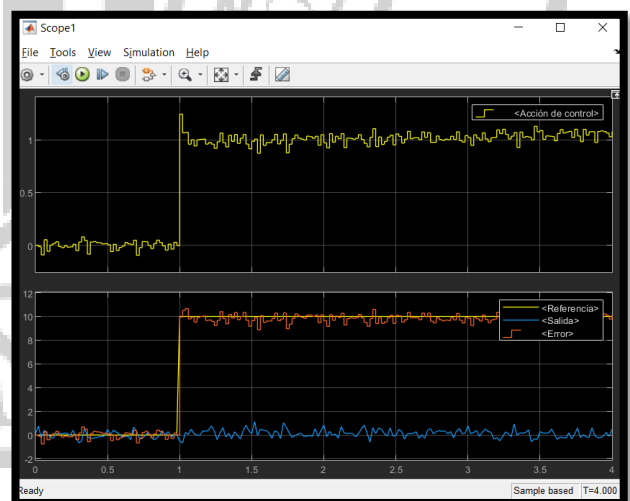 Scope1
File Tools View Simulation Help
<Acción de control>
1
0.5
0
12
10
8
6
4
2
0
-2
<Referencia>
<Salida>
<Error>
0 0.5 1 1.5 2 2.5 3 3.5 4
Ready Sample based T=4.000